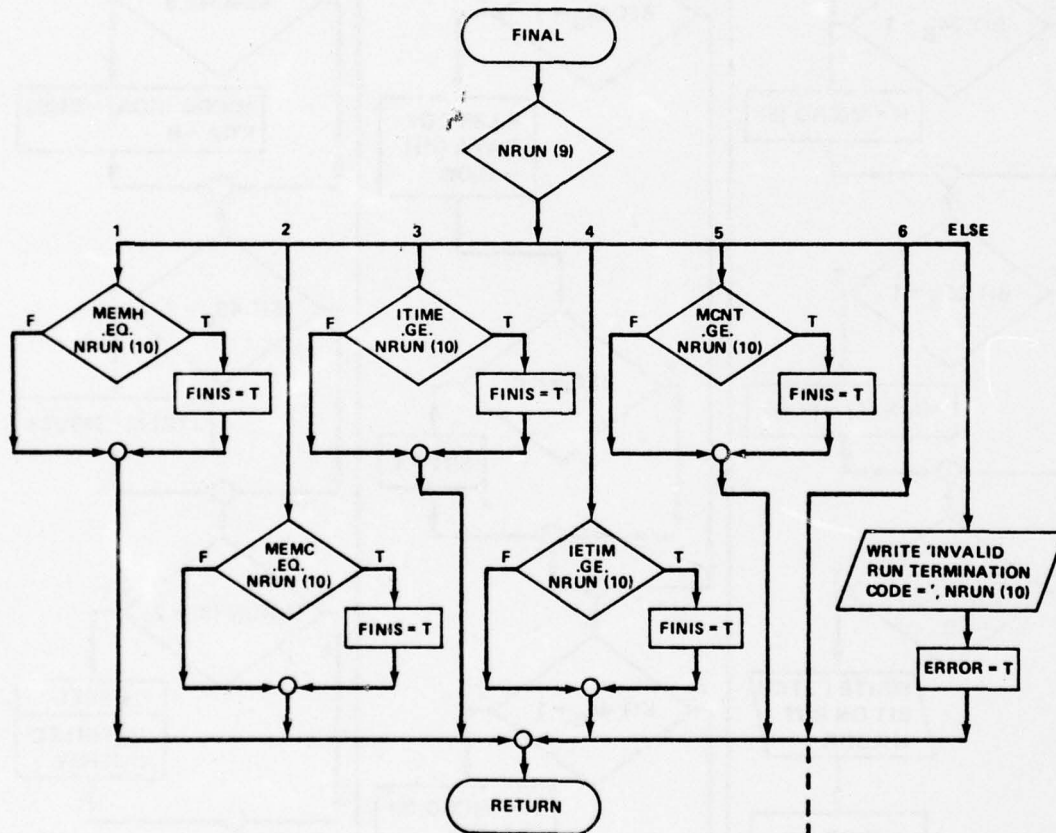 FINAL
NRUN (9)
1 2 3 4 5 6 ELSE
F
MEMH
.EQ.
NRUN (10)
T
FINIS = T
F
ITIME
.GE.
NRUN (10)
T
FINIS = T
F
MCNT
.GE.
NRUN (10)
T
FINIS = T
F
MEMC
.EQ.
NRUN (10)
T
FINIS = T
F
IETIM
.GE.
NRUN (10)
T
FINIS = T
WRITE 'INVALID
RUN TERMINATION
CODE = ', NRUN (10)
ERROR = T
RETURN